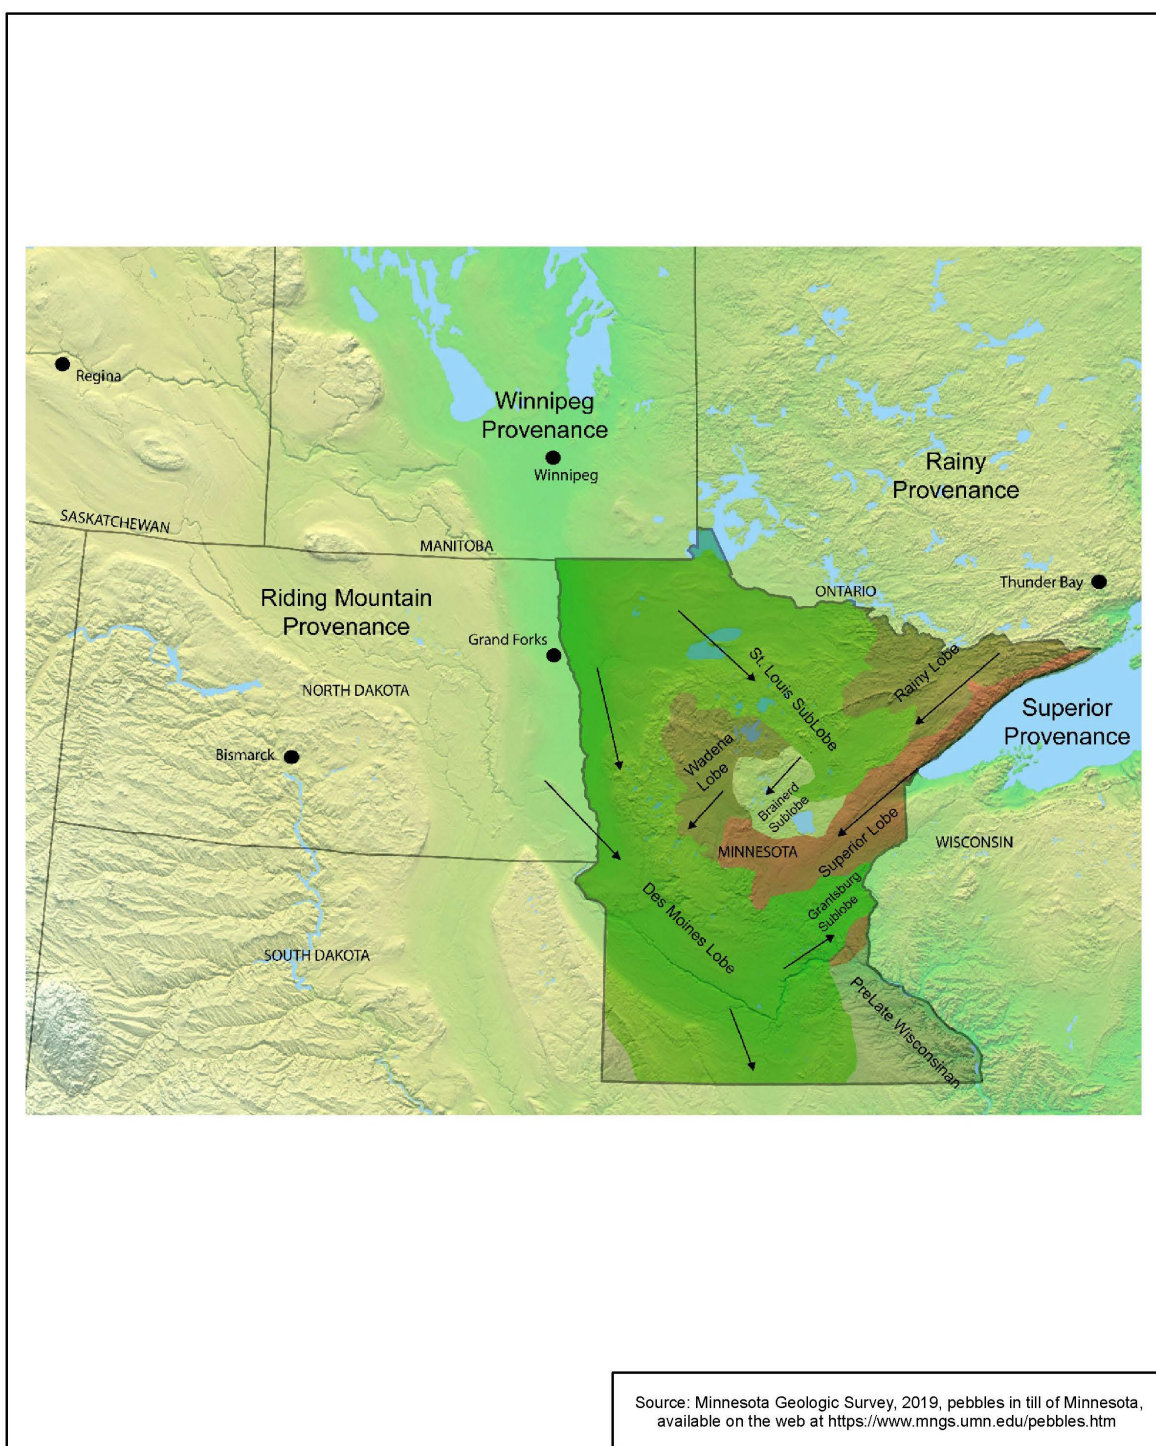 Regina
Winnipeg
Provenance
Winnipeg
Rainy
Provenance
SASKATCHEWAN
MANITOBA
Thunder Bay
ONTARIO
Riding Mountain
Provenance
Grand Forks
NORTH DAKOTA
St. Louis SubLobe
Rainy Lobe
Superior
Provenance
Bismarck
Wadena
Lobe
Brainerd
Sublobe
MINNESOTA
Superior Lobe
WISCONSIN
Grantsburg
Sublobe
Des Moines Lobe
SOUTH DAKOTA
PreLate Wisconsinan
Source: Minnesota Geologic Survey, 2019, pebbles in till of Minnesota,
available on the web at https://www.mngs.umn.edu/pebbles.htm